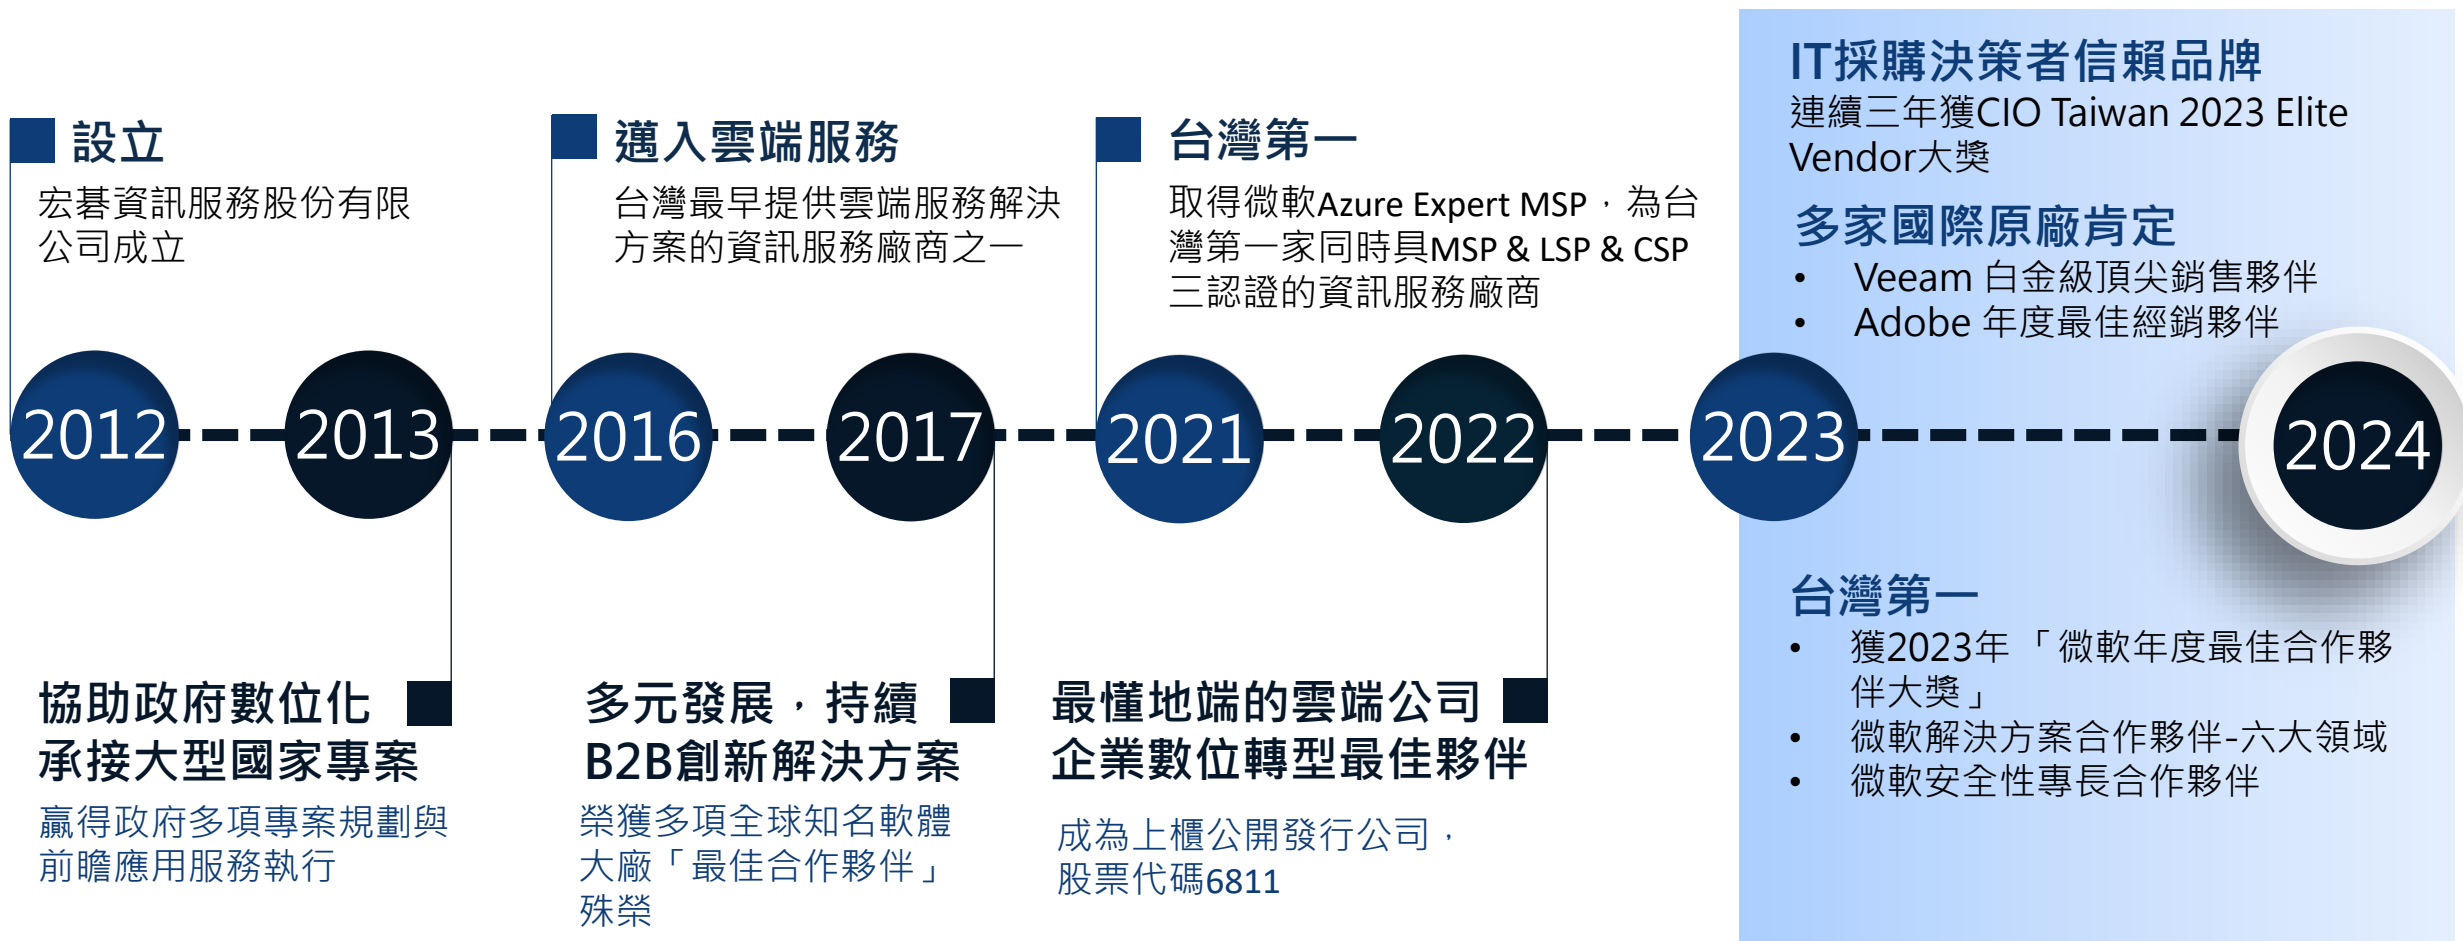 設立
宏碁資訊服務股份有限
公司成立
邁入雲端服務
台灣最早提供雲端服務解決
方案的資訊服務廠商之一
台灣第一
取得微軟Azure Expert MSP，為台
灣第一家同時具MSP & LSP & CSP
三認證的資訊服務廠商
IT採購決策者信賴品牌
連續三年獲CIO Taiwan 2023 Elite
Vendor大獎
多家國際原廠肯定
• Veeam 白金級頂尖銷售夥伴
• Adobe 年度最佳經銷夥伴
2012
2013
2016
2017
2021
2022
2023
2024
協助政府數位化
承接大型國家專案
贏得政府多項專案規劃與
前瞻應用服務執行
多元發展，持續
B2B創新解決方案
榮獲多項全球知名軟體
大廠「最佳合作夥伴」
殊榮
最懂地端的雲端公司
企業數位轉型最佳夥伴
成為上櫃公開發行公司，
股票代碼6811
台灣第一
• 獲2023年「微軟年度最佳合作夥
伴大獎」
• 微軟解決方案合作夥伴-六大領域
• 微軟安全性專長合作夥伴